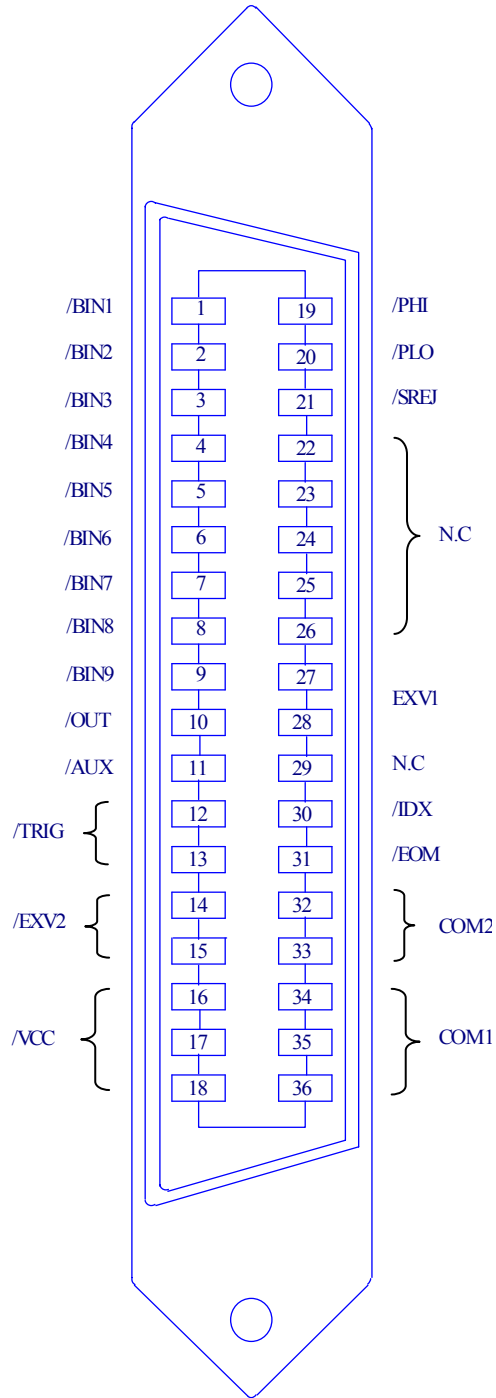 /BIN1 1 19 /PHI
/BIN2 2 20 /PLO
/BIN3 3 21 /SREJ
/BIN4 4 22
/BIN5 5 23
/BIN6 6 24 N.C
/BIN7 7 25
/BIN8 8 26
/BIN9 9 27
EXV1
/OUT 10 28
/AUX 11 29 N.C
12 30 /IDX
/TRIG
13 31 /EOM
14 32
/EXV2 COM2
15 33
16 34
/VCC 17 35 COM1
18 36